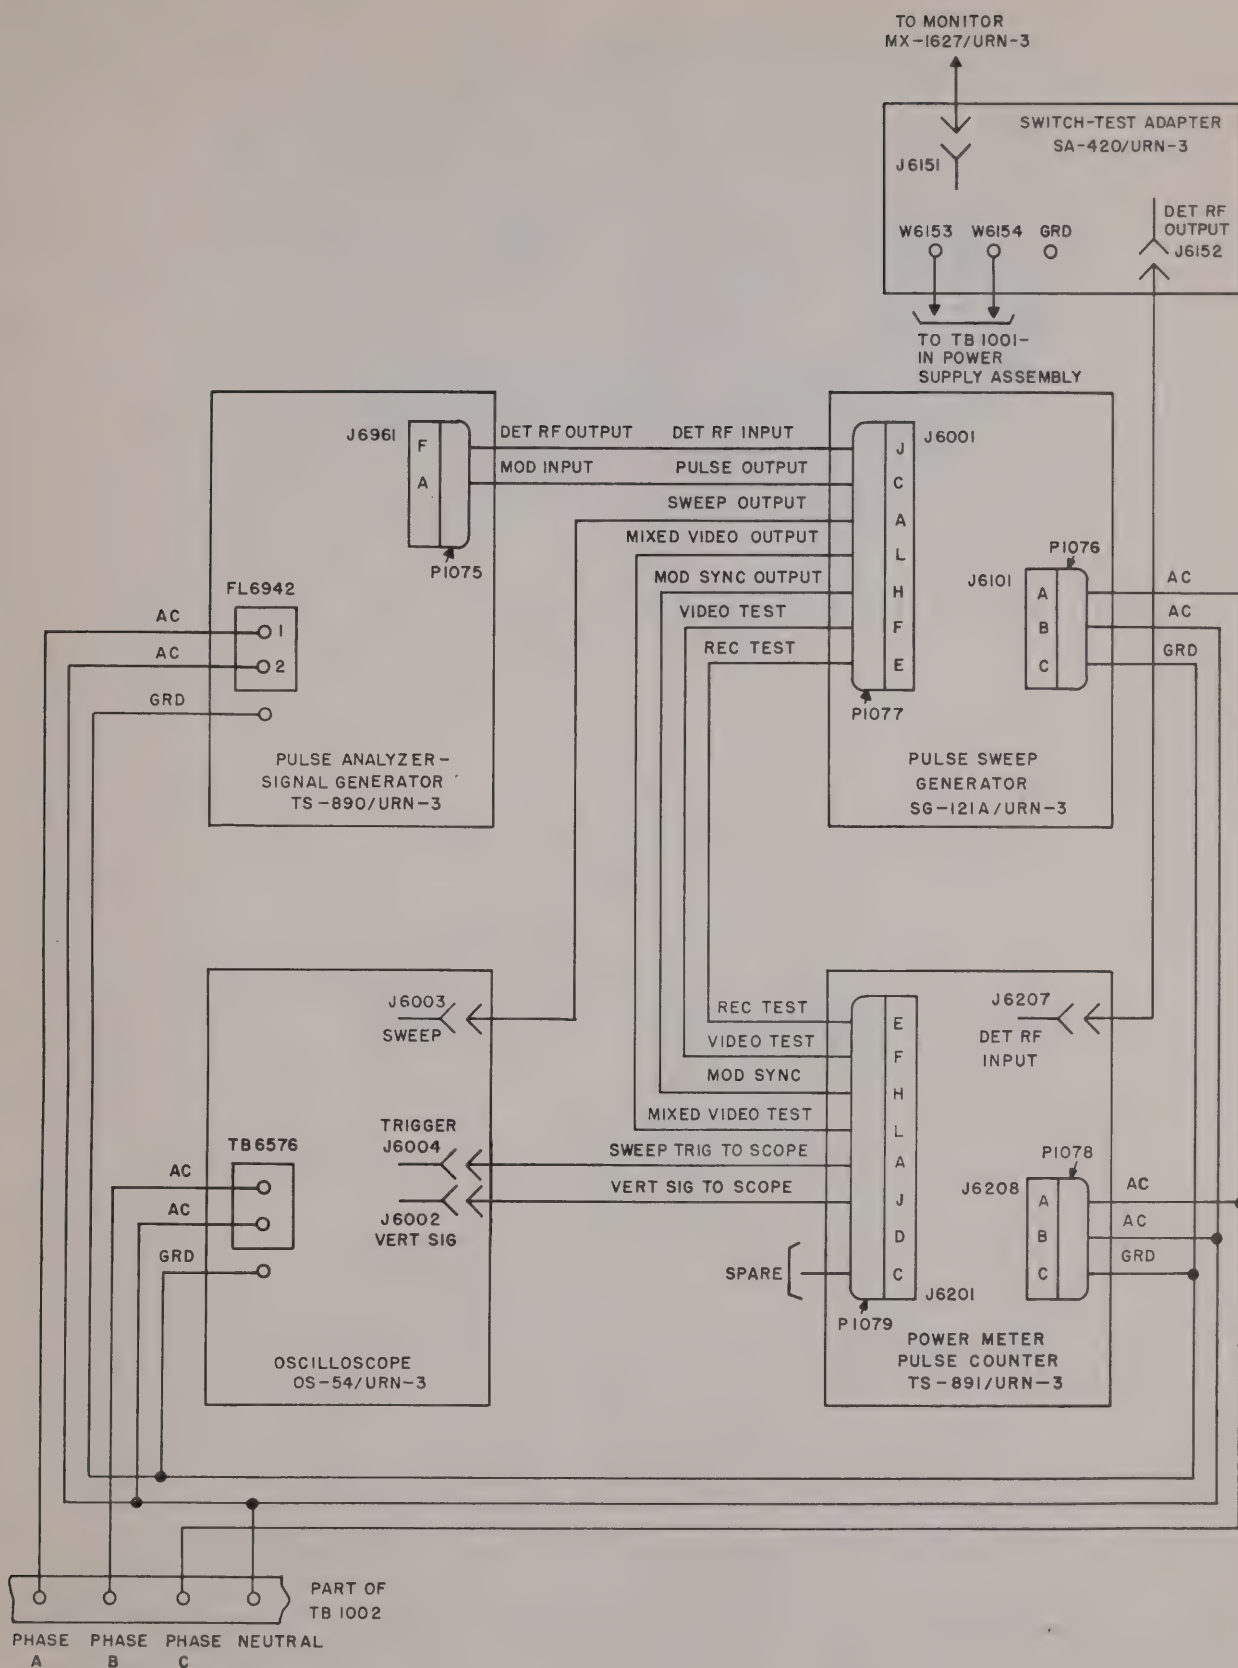 TO MONITOR
MX-1627/URN-3
SWITCH-TEST ADAPTER
SA-420/URN-3
J6151
DET RF
OUTPUT
J6152
W6153 W6154 GRD
TO TB 1001-
IN POWER
SUPPLY ASSEMBLY
J6961
F
A
P1075
DET RF OUTPUT
MOD INPUT
FL6942
1
2
AC
AC
GRD
PULSE ANALYZER-
SIGNAL GENERATOR
TS-890/URN-3
DET RF INPUT
PULSE OUTPUT
SWEEP OUTPUT
MIXED VIDEO OUTPUT
MOD SYNC OUTPUT
VIDEO TEST
REC TEST
J6001
J
C
A
L
H
F
E
P1077
P1076
J6101
A
B
C
AC
AC
GRD
PULSE SWEEP
GENERATOR
SG-121A/URN-3
J6003
SWEEP
TRIGGER
J6004
J6002
VERT SIG
TB6576
AC
AC
GRD
OSCILLOSCOPE
OS-54/URN-3
REC TEST
VIDEO TEST
MOD SYNC
MIXED VIDEO TEST
SWEEP TRIG TO SCOPE
VERT SIG TO SCOPE
SPARE
E
F
H
L
A
J
D
C
J6201
P1079
J6207
DET RF
INPUT
P1078
J6208
A
B
C
AC
AC
GRD
POWER METER
PULSE COUNTER
TS-891/URN-3
PART OF
TB 1002
PHASE PHASE PHASE NEUTRAL
A B C